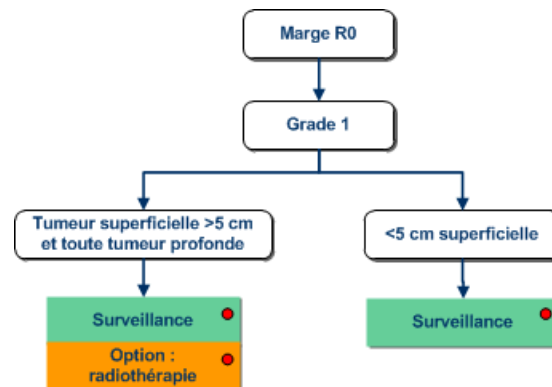 Marge R0
Grade 1
Tumeur superficielle >5 cm
et toute tumeur profonde
<5 cm superficielle
Surveillance
Surveillance
Option :
radiothérapie